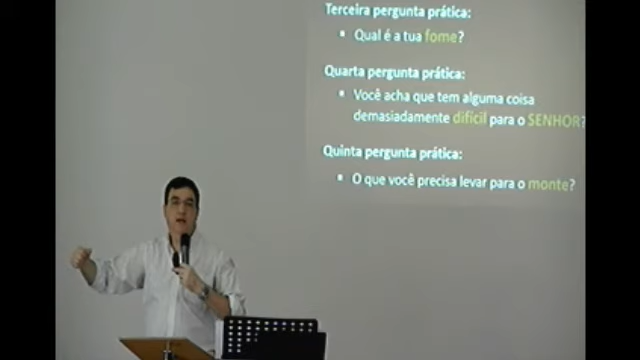 Terceira pergunta prática:
▪ Qual é a tua fome?
Quarta pergunta prática:
▪ Você acha que tem alguma coisa
demasiadamente difícil para o SENHOR?
Quinta pergunta prática:
▪ O que você precisa levar para o monte?